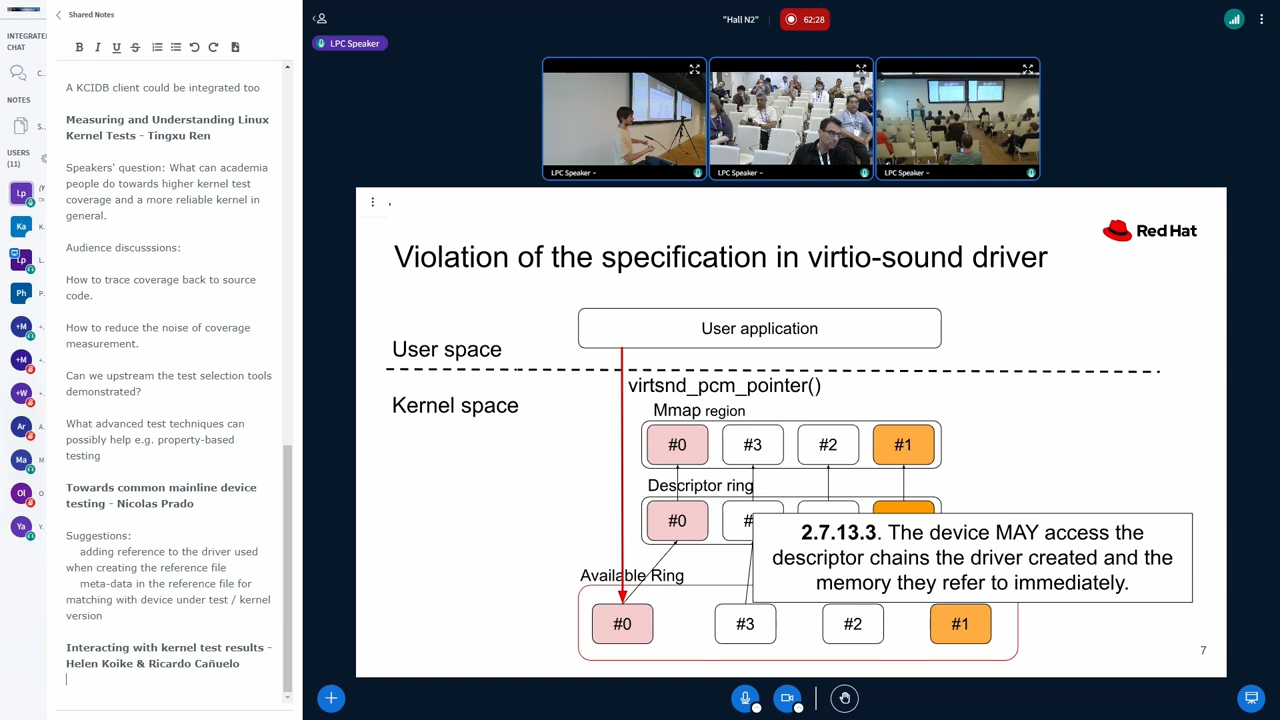 Shared Notes
INTEGRATE
CHAT
C..
NOTES
S..
USERS
(11)
Lp
Ka
K.
Lp
L..
Ph
P.
+M
+.
+M
+.
+W
+.
Ar
A.
Ma
M
Ol
O
Ya
Y.
B I U S
A KCIDB client could be integrated too
Measuring and Understanding Linux
Kernel Tests - Tingxu Ren
Speakers' question: What can academia
people do towards higher kernel test
coverage and a more reliable kernel in
general.
Audience discusssions:
How to trace coverage back to source
code.
How to reduce the noise of coverage
measurement.
Can we upstream the test selection tools
demonstrated?
What advanced test techniques can
possibly help e.g. property-based
testing
Towards common mainline device
testing - Nicolas Prado
Suggestions:
adding reference to the driver used
when creating the reference file
meta-data in the reference file for
matching with device under test / kernel
version
Interacting with kernel test results -
Helen Koike & Ricardo Cañuelo
"Hall N2"
62:28
LPC Speaker
LPC Speaker
LPC Speaker
LPC Speaker
Red Hat
Violation of the specification in virtio-sound driver
User application
User space
virtsnd_pcm_pointer()
Kernel space
Mmap region
#0 #3 #2 #1
Descriptor ring
#0 #
2.7.13.3. The device MAY access the
descriptor chains the driver created and the
memory they refer to immediately.
Available Ring
#0 #3 #2 #1
7